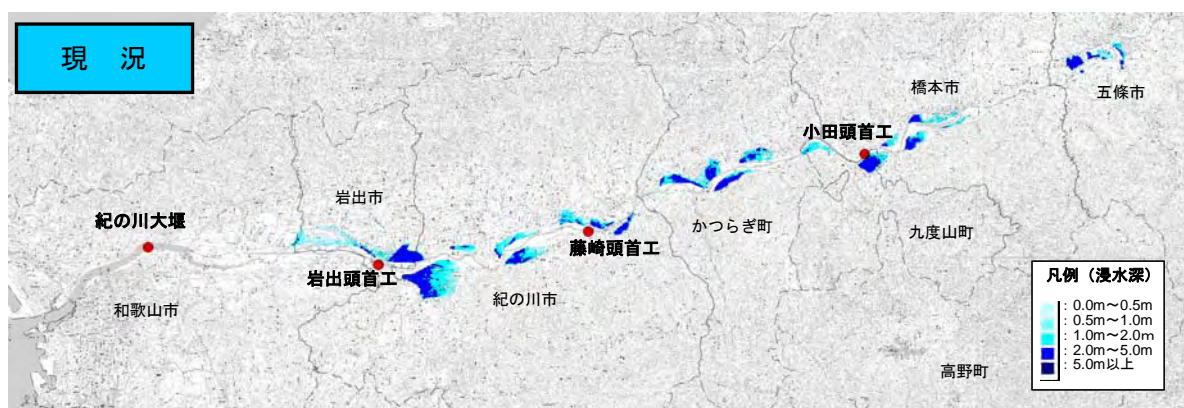 現 況
五條市
橋本市
小田頭首工
岩出市
紀の川大堰
かつらぎ町
九度山町
藤崎頭首工
岩出頭首工
紀の川市
和歌山市
高野町
凡例（浸水深）
: 0.0m～0.5m
: 0.5m～1.0m
: 1.0m～2.0m
: 2.0m～5.0m
: 5.0m以上